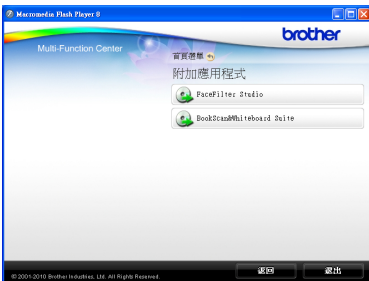 Macromedia Flash Player 8
brother
Multi-Function Center
首頁選單
附加應用程式
FaceFilter Studio
BookScan&Whiteboard Suite
© 2001-2010 Brother Industries, Ltd. All Rights Reserved.
返回
退出